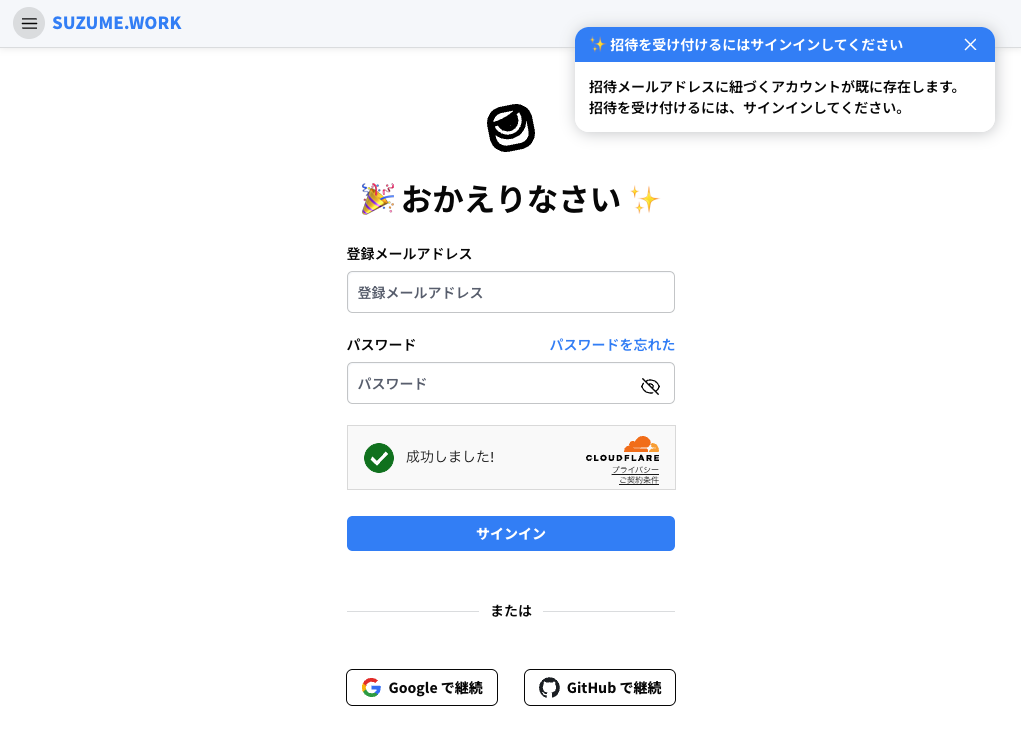 SUZUME.WORK
✨ 招待を受け付けるにはサインインしてください
招待メールアドレスに紐づくアカウントが既に存在します。
招待を受け付けるには、サインインしてください。
🎉 おかえりなさい ✨
登録メールアドレス
登録メールアドレス
パスワード パスワードを忘れた
パスワード
成功しました!
CLOUDFLARE
プライバシー
ご契約条件
サインイン
または
Google で継続 GitHub で継続